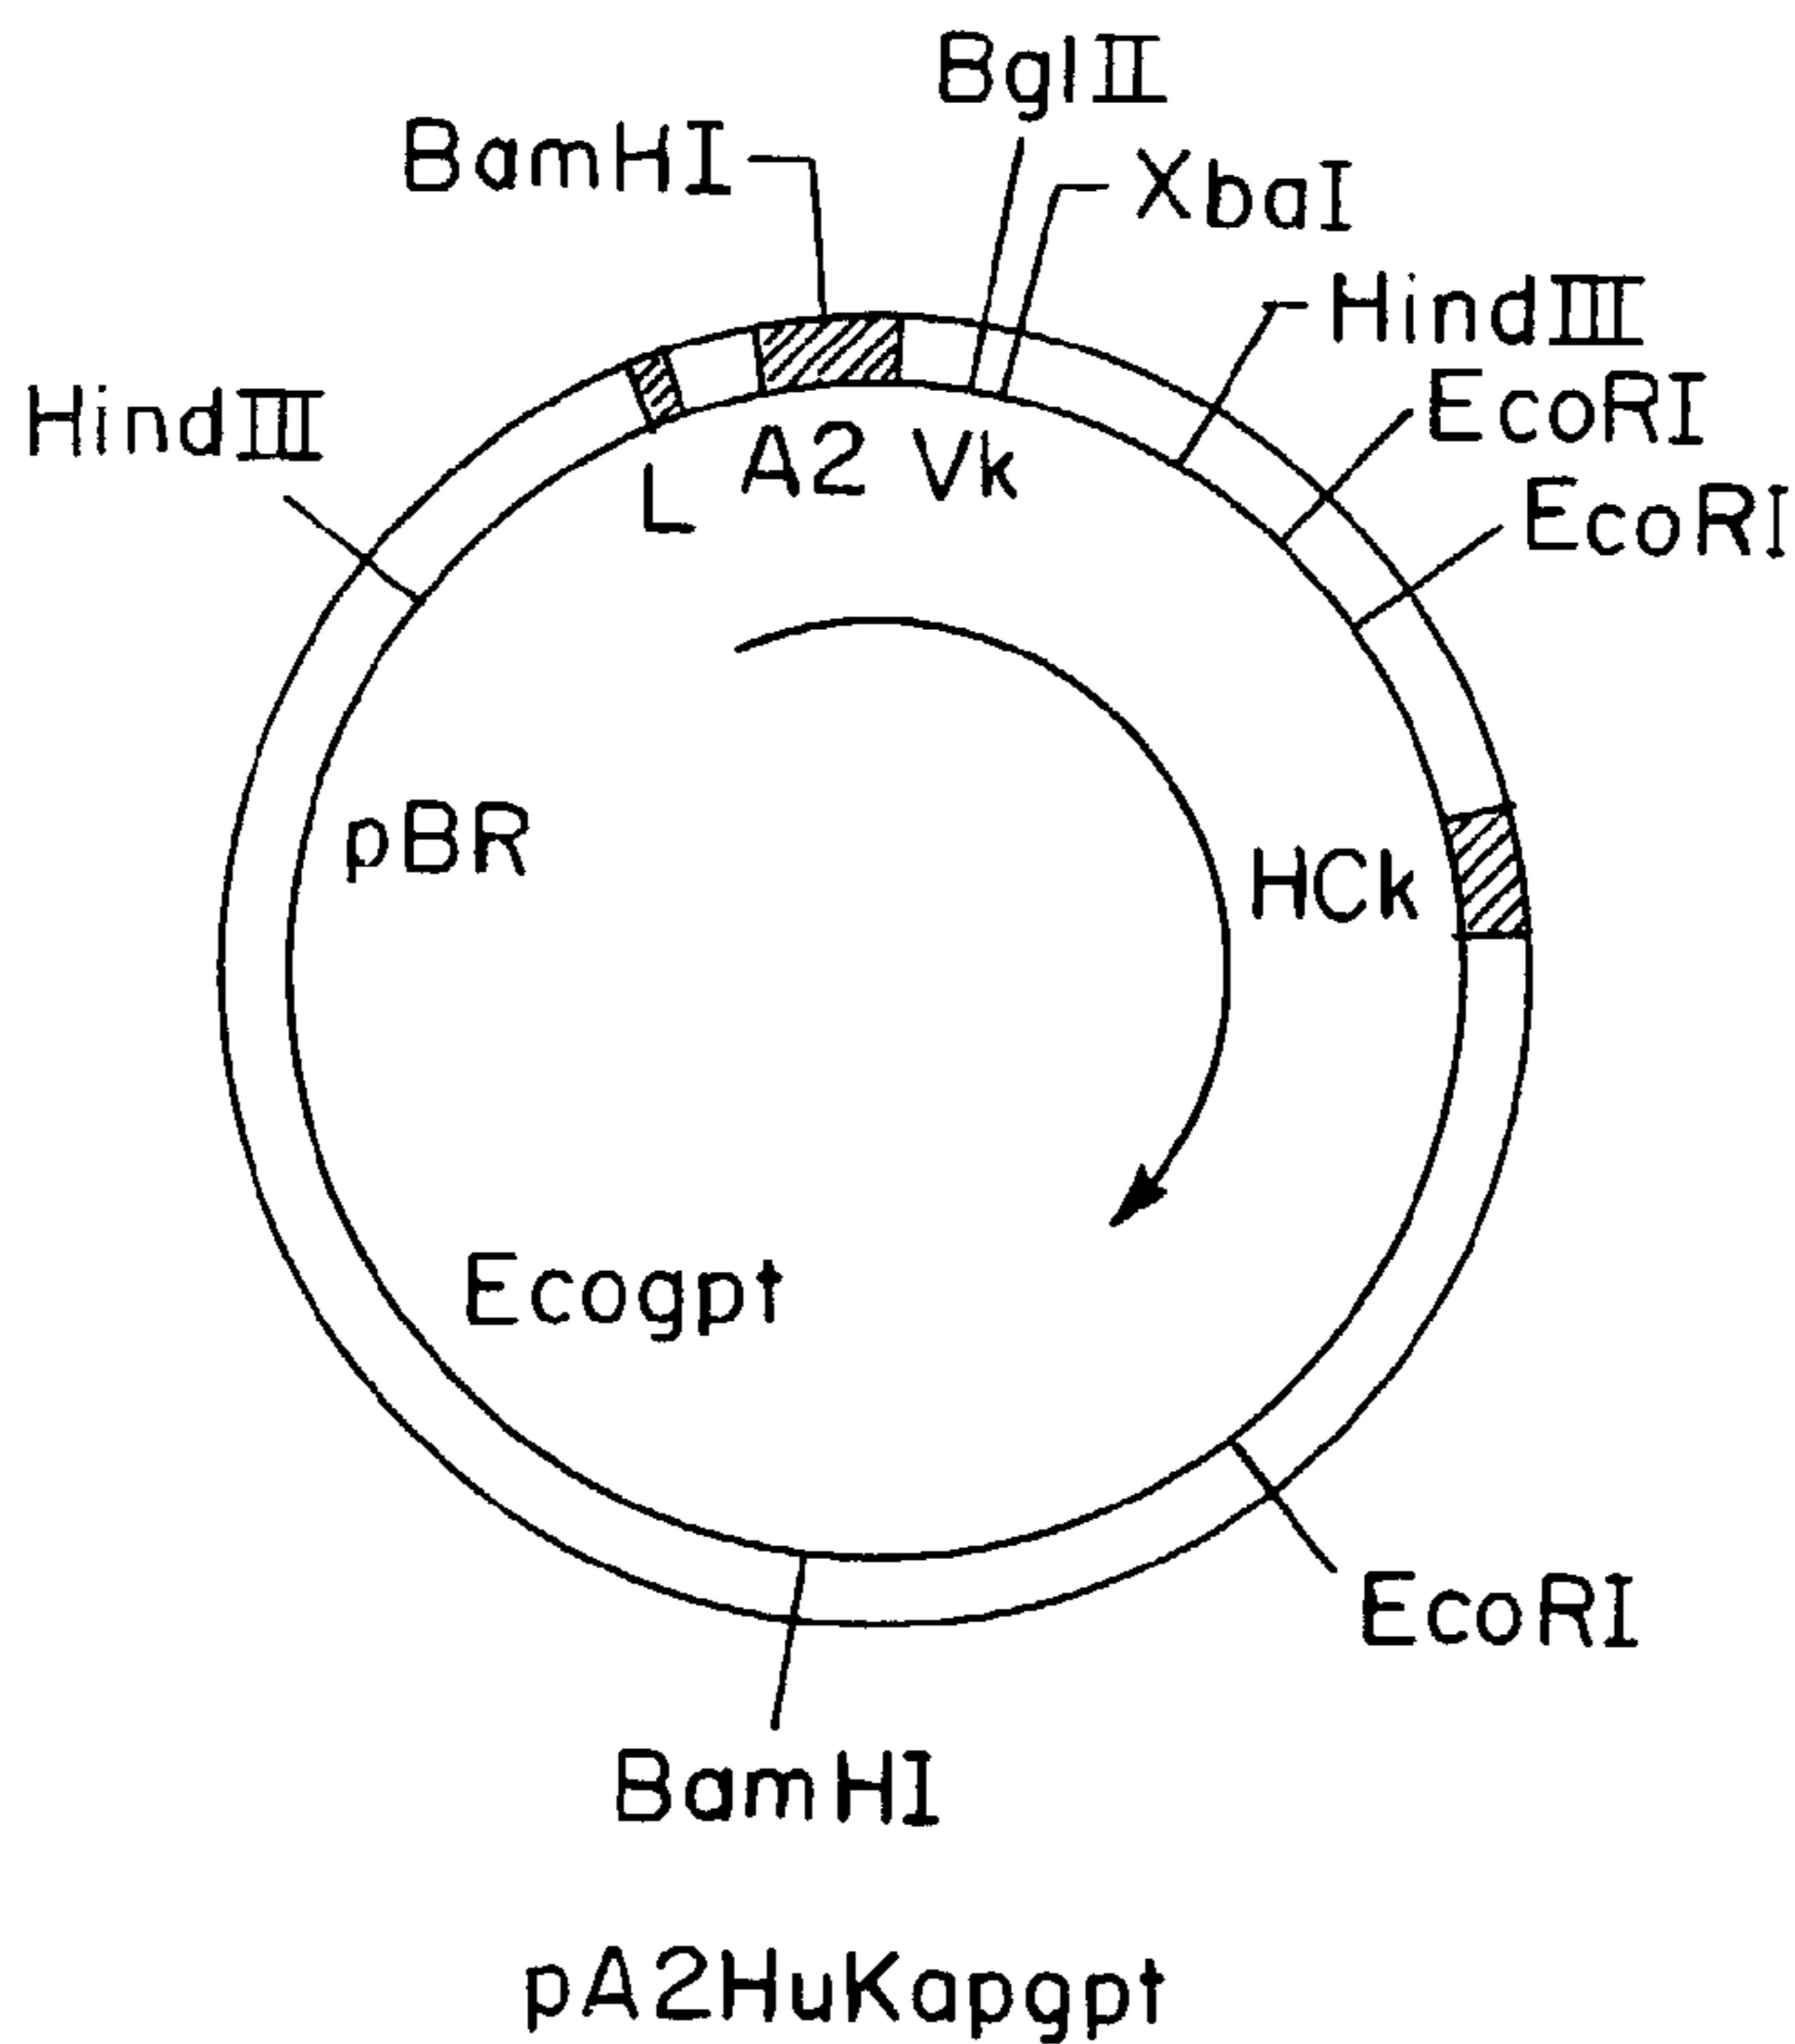 BglII
BamHI
XbaI
HindIII
EcoRI
HindIII
A2 Vk
L
EcoRI
pBR
HCk
Ecogpt
EcoRI
BamHI
pA2HuKapgpt